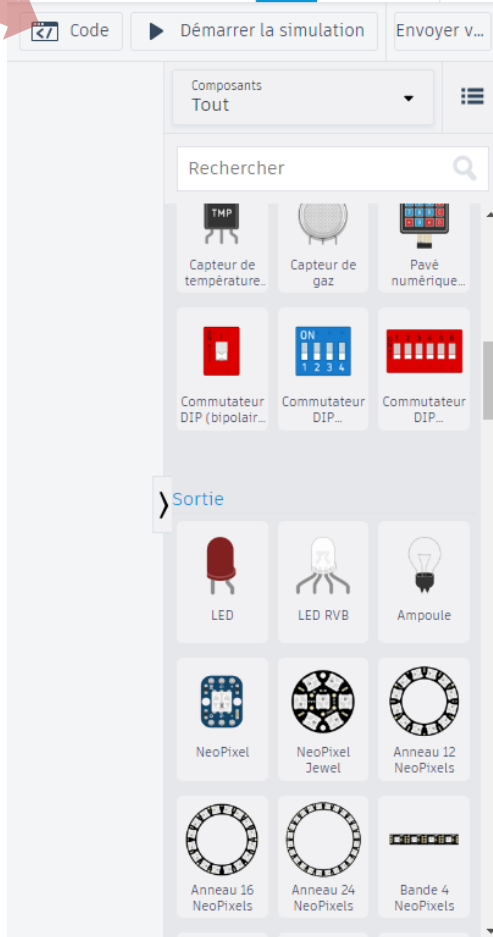 Code
Démarrer la simulation
Envoyer v...
Composants
Tout
Rechercher
TMP
Capteur de
température..
Capteur de
gaz
Pavé
numérique...
ON
1 2 3 4
Commutateur
DIP (bipolair...
Commutateur
DIP...
Commutateur
DIP...
Sortie
LED
LED RVB
Ampoule
NeoPixel
NeoPixel
Jewel
Anneau 12
NeoPixels
Anneau 16
NeoPixels
Anneau 24
NeoPixels
Bande 4
NeoPixels